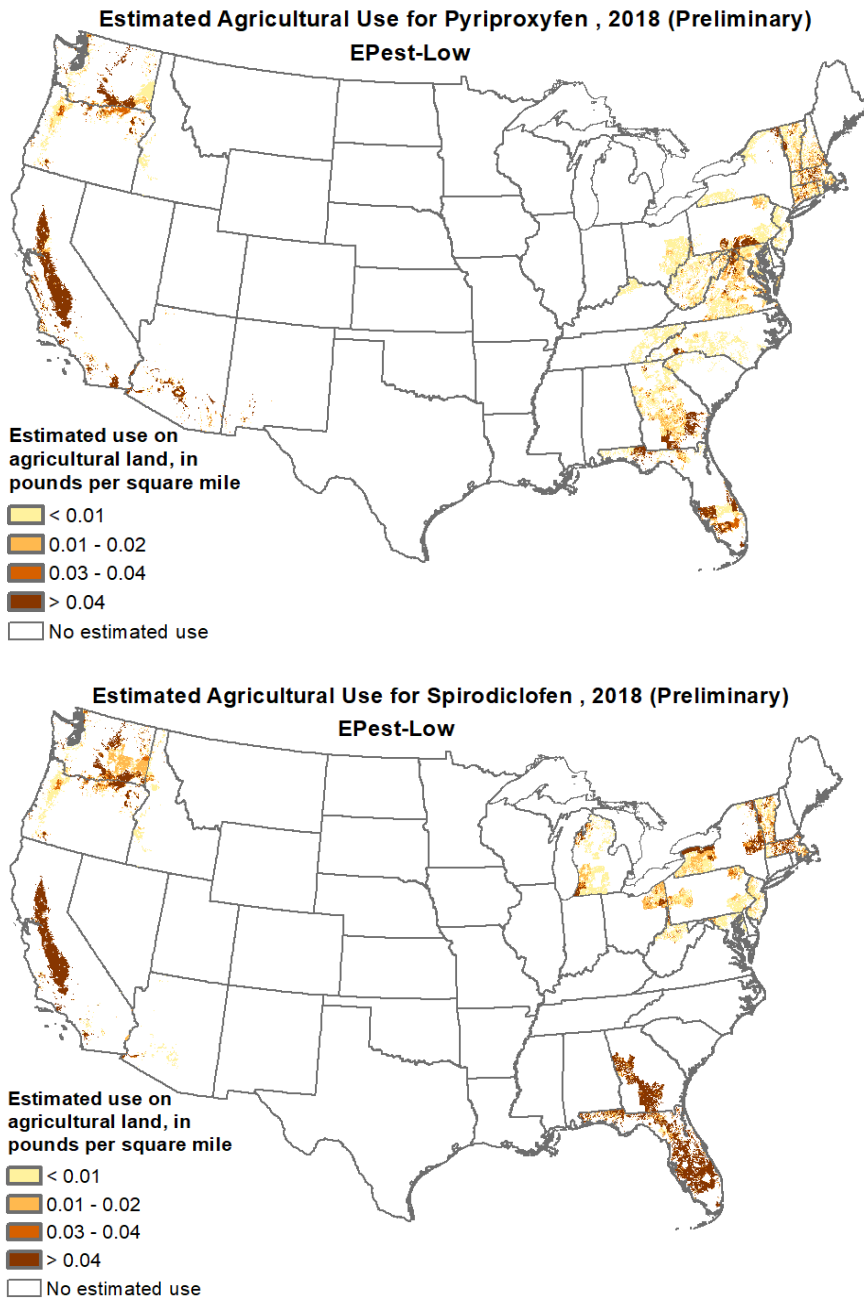 Estimated Agricultural Use for Pyriproxyfen , 2018 (Preliminary)
EPest-Low
Estimated use on
agricultural land, in
pounds per square mile
< 0.01
0.01 - 0.02
0.03 - 0.04
> 0.04
No estimated use
Estimated Agricultural Use for Spirodiclofen , 2018 (Preliminary)
EPest-Low
Estimated use on
agricultural land, in
pounds per square mile
< 0.01
0.01 - 0.02
0.03 - 0.04
> 0.04
No estimated use